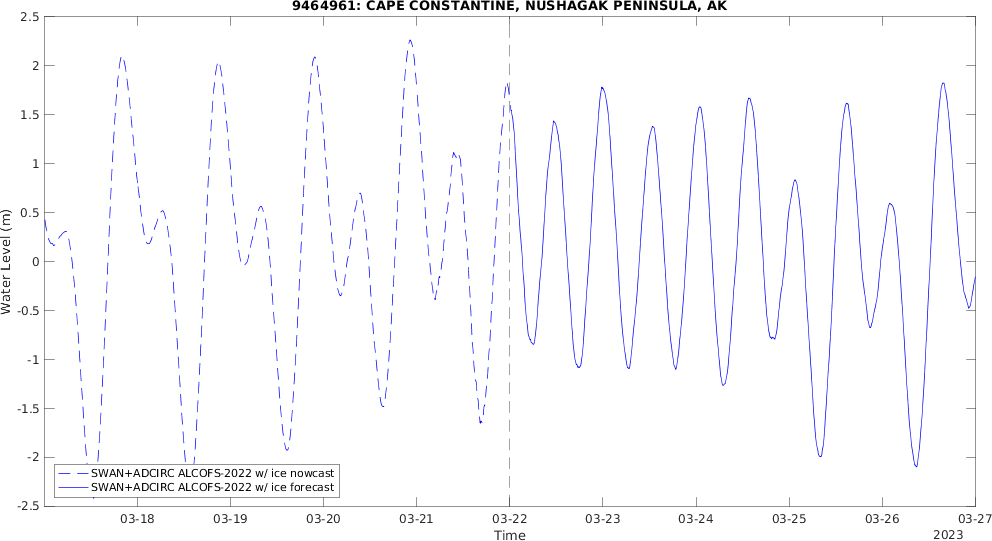 9464961: CAPE CONSTANTINE, NUSHAGAK PENINSULA, AK
2.5
2
1.5
1
0.5
0
-0.5
-1
-1.5
-2
-2.5
Water Level (m)
SWAN+ADCIRC ALCOFS-2022 w/ ice nowcast
SWAN+ADCIRC ALCOFS-2022 w/ ice forecast
03-18 03-19 03-20 03-21 03-22 03-23 03-24 03-25 03-26 03-27
Time
2023